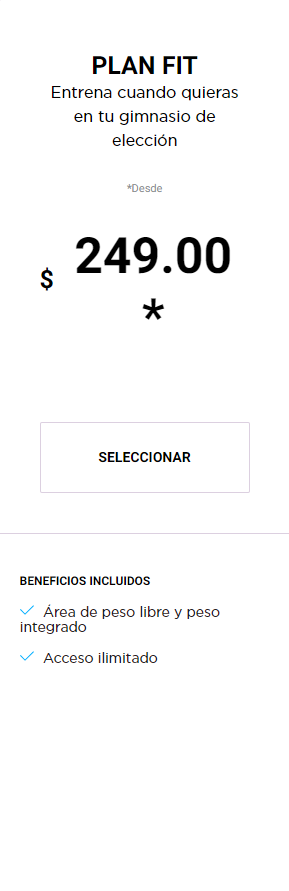 PLAN FIT
Entrena cuando quieras
en tu gimnasio de
elección
*Desde
$ 249.00
*
SELECCIONAR
BENEFICIOS INCLUIDOS
Área de peso libre y peso
integrado
Acceso ilimitado